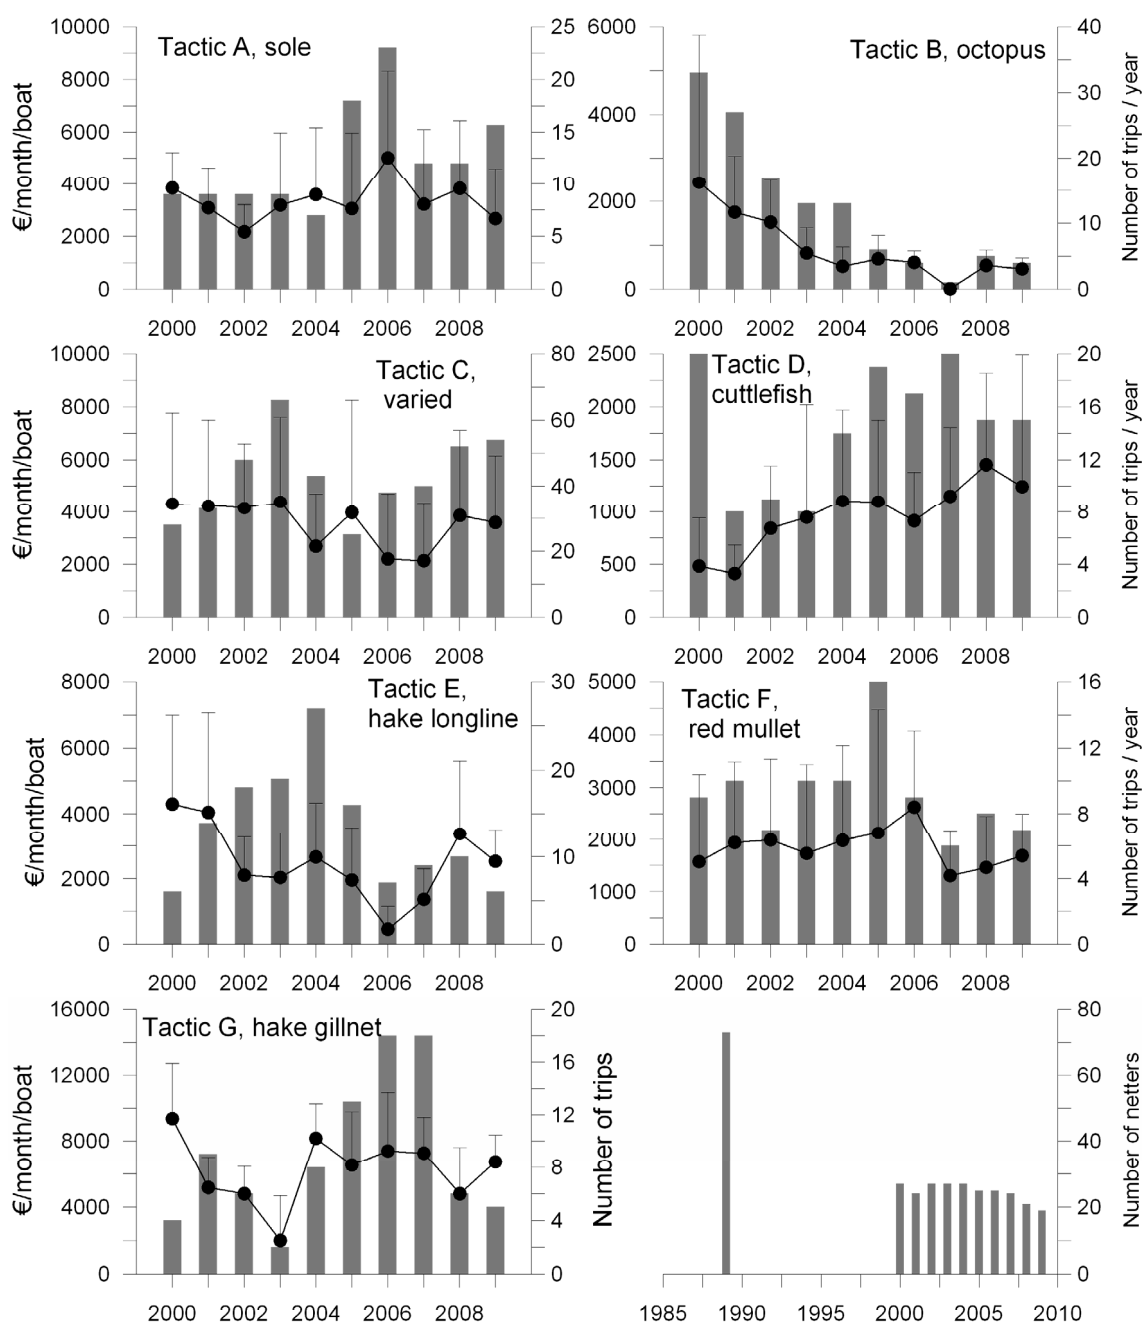 10000
8000
6000
4000
2000
0
€/month/boat
Tactic A, sole
25
20
15
10
5
0
2000 2002 2004 2006 2008
6000
4000
2000
0
Tactic B, octopus
40
30
20
10
0
Number of trips / year
2000 2002 2004 2006 2008
10000
8000
6000
4000
2000
0
€/month/boat
Tactic C,
varied
80
60
40
20
0
2000 2002 2004 2006 2008
2500
2000
1500
1000
500
0
Tactic D,
cuttlefish
20
16
12
8
4
0
Number of trips / year
2000 2002 2004 2006 2008
8000
6000
4000
2000
0
€/month/boat
Tactic E,
hake longline
30
20
10
0
2000 2002 2004 2006 2008
5000
4000
3000
2000
1000
0
Tactic F,
red mullet
16
12
8
4
0
Number of trips / year
2000 2002 2004 2006 2008
16000
12000
8000
4000
0
€/month/boat
Tactic G, hake gillnet
20
16
12
8
4
0
Number of trips
2000 2002 2004 2006 2008
80
60
40
20
0
Number of netters
1985 1990 1995 2000 2005 2010